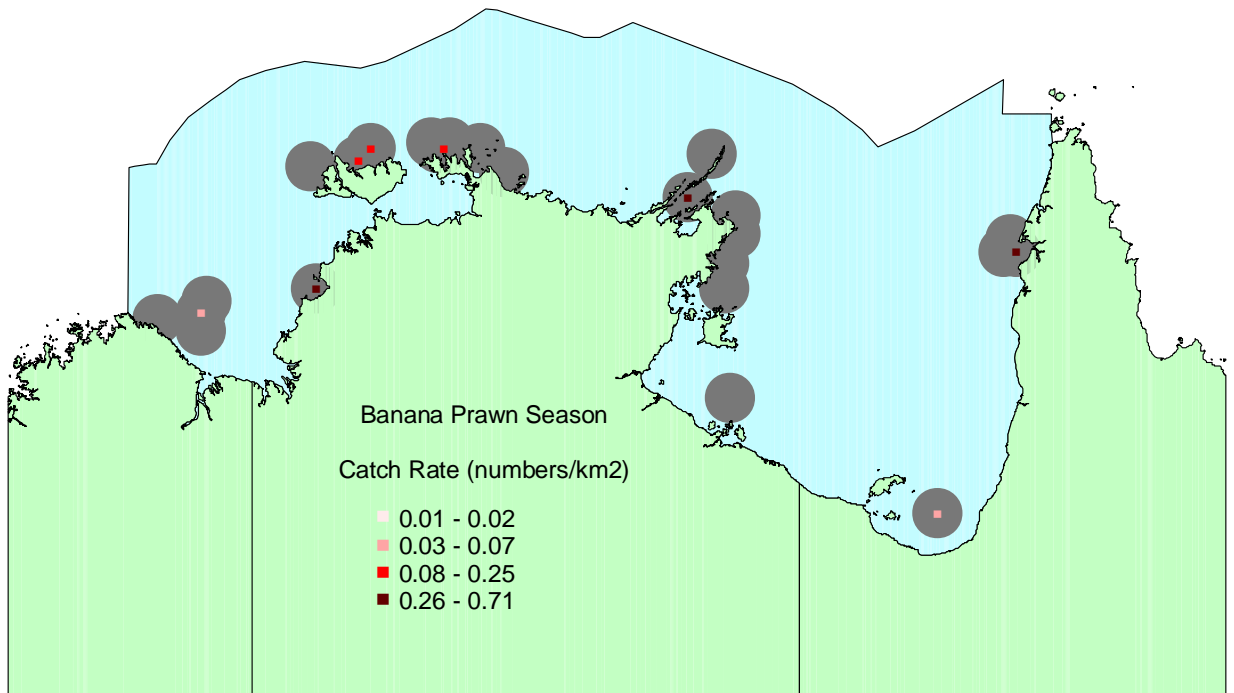 Banana Prawn Season
Catch Rate (numbers/km2)
0.01 - 0.02
0.03 - 0.07
0.08 - 0.25
0.26 - 0.71